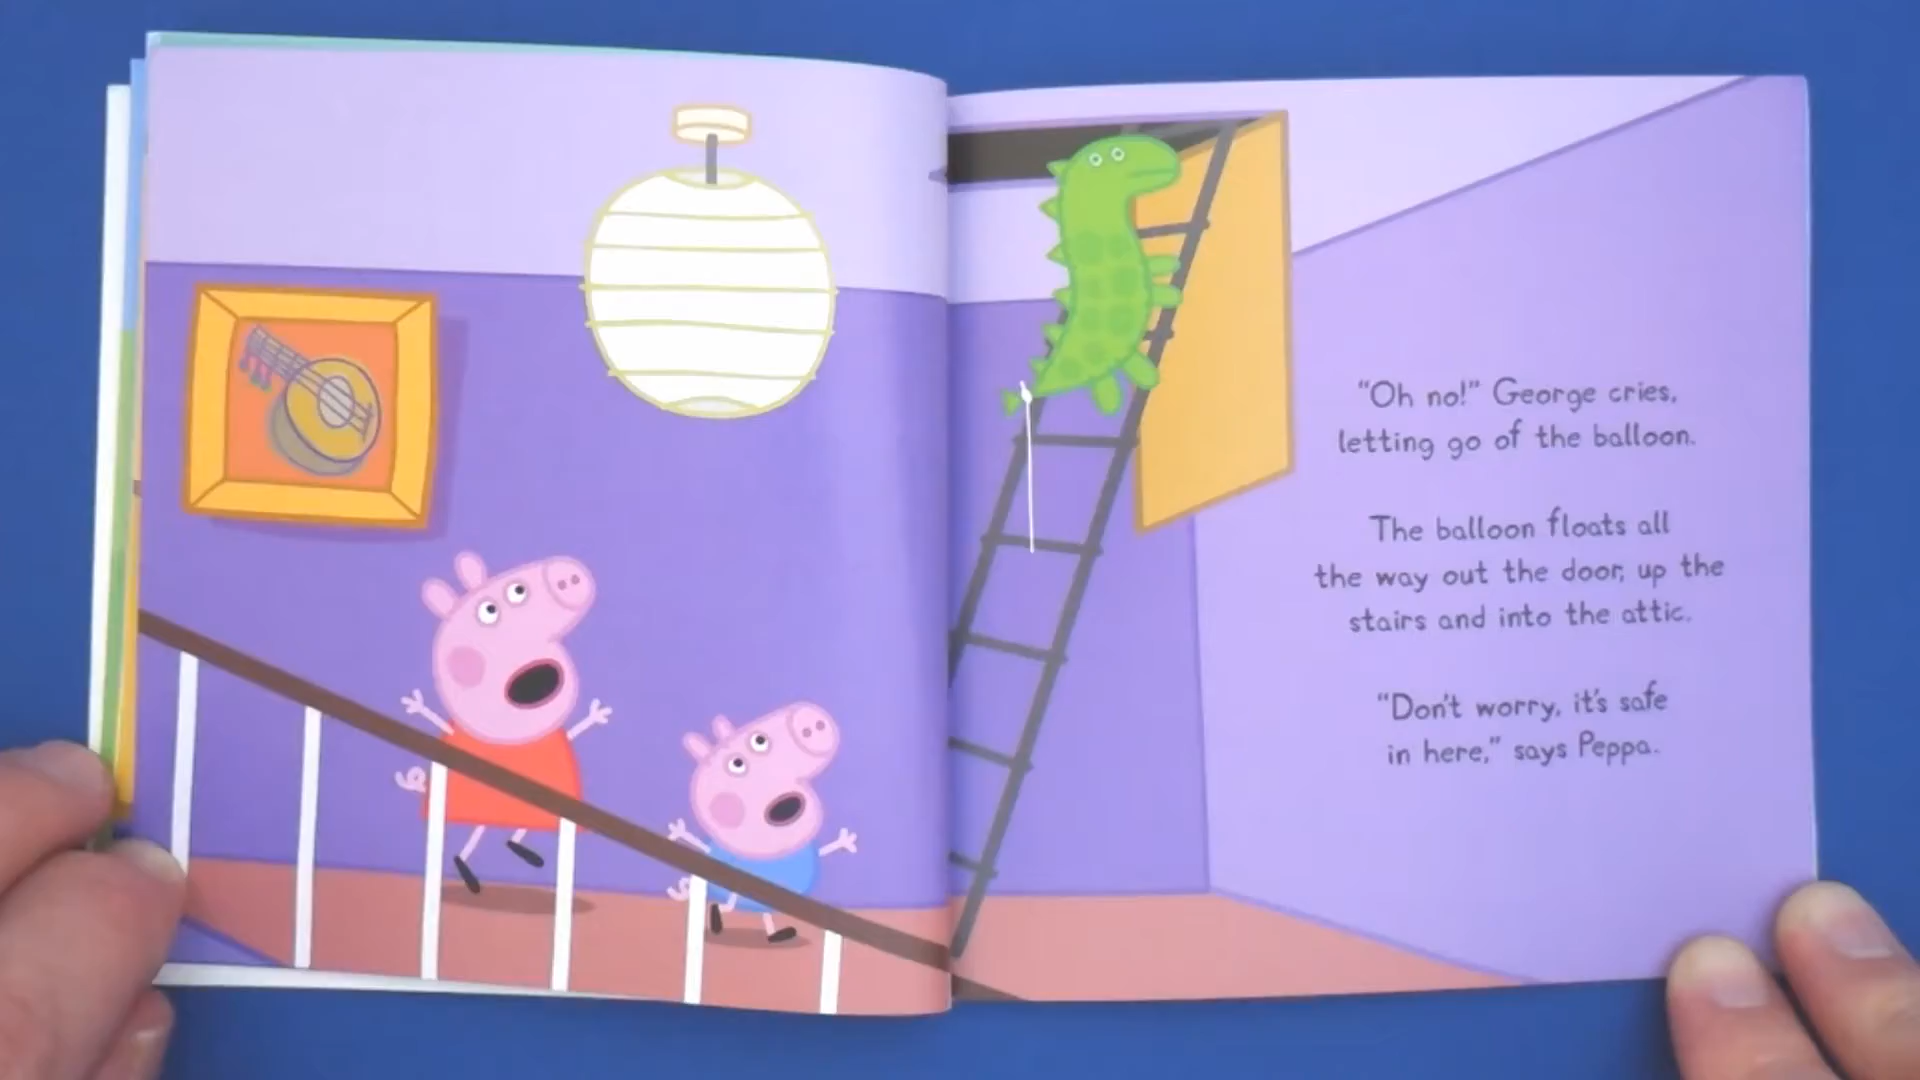 “Oh no!” George cries,
letting go of the balloon.
The balloon floats all
the way out the door, up the
stairs and into the attic.
“Don’t worry, it’s safe
in here,” says Peppa.